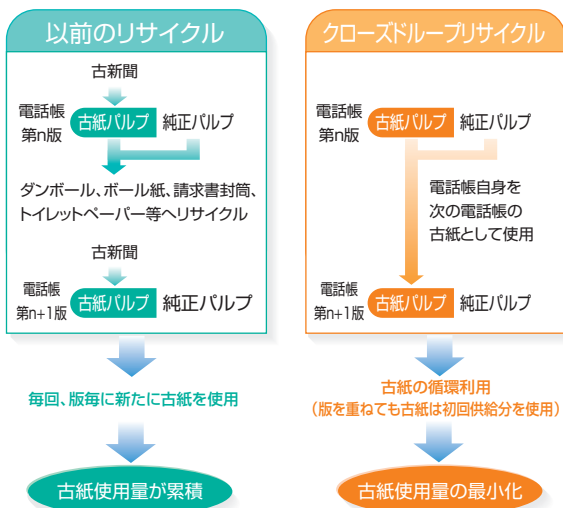 以前のリサイクル
古新聞
電話帳
第n版
古紙パルプ 純正パルプ
ダンボール、ボール紙、請求書封筒、
トイレットペーパー等へリサイクル
古新聞
電話帳
第n+1版
古紙パルプ 純正パルプ
毎回、版毎に新たに古紙を使用
古紙使用量が累積
クローズドループリサイクル
電話帳
第n版
古紙パルプ 純正パルプ
電話帳自身を
次の電話帳の
古紙として使用
電話帳
第n+1版
古紙パルプ 純正パルプ
古紙の循環利用
（版を重ねても古紙は初回供給分を使用）
古紙使用量の最小化